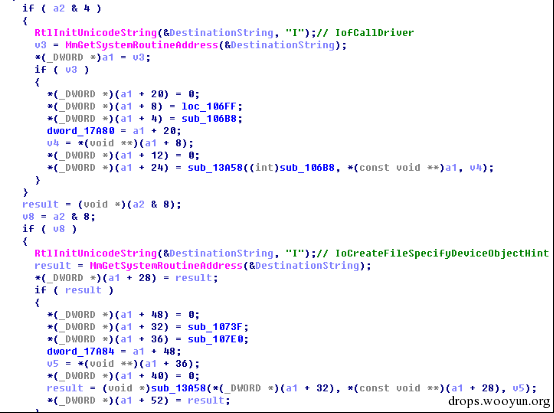 if ( a2 & 4 )
{
RtlInitUnicodeString(&DestinationString, "I");// IofCallDriver
v3 = MmGetSystemRoutineAddress(&DestinationString);
*(_DWORD *)a1 = v3;
if ( v3 )
{
*(_DWORD *)(a1 + 20) = 0;
*(_DWORD *)(a1 + 8) = loc_106FF;
*(_DWORD *)(a1 + 4) = sub_106B8;
dword_17A80 = a1 + 20;
v4 = *(void **)(a1 + 8);
*(_DWORD *)(a1 + 12) = 0;
*(_DWORD *)(a1 + 24) = sub_13A58((int)sub_106B8, *(const void **)a1, v4);
}
}
result = (void *)(a2 & 8);
v8 = a2 & 8;
if ( v8 )
{
RtlInitUnicodeString(&DestinationString, "I");// IoCreateFileSpecifyDeviceObjectHint
result = MmGetSystemRoutineAddress(&DestinationString);
*(_DWORD *)(a1 + 28) = result;
if ( result )
{
*(_DWORD *)(a1 + 48) = 0;
*(_DWORD *)(a1 + 32) = sub_1073F;
*(_DWORD *)(a1 + 36) = sub_107E0;
dword_17A84 = a1 + 48;
v5 = *(void **)(a1 + 36);
*(_DWORD *)(a1 + 40) = 0;
result = (void *)sub_13A58(*(_DWORD *)(a1 + 32), *(const void **)(a1 + 28), v5);
*(_DWORD *)(a1 + 52) = result;
drops.wooyun.org